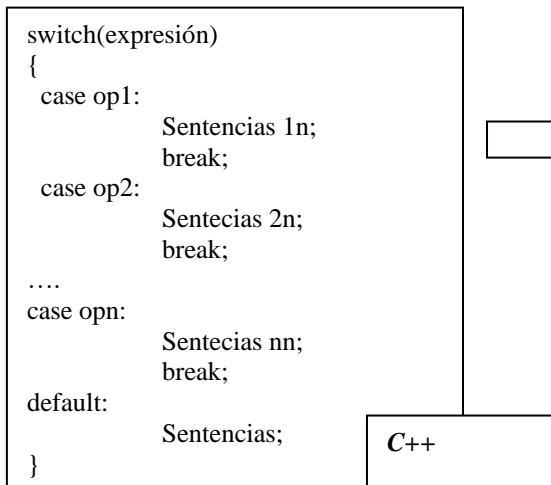 switch(expresión)
{
case op1:
Sentencias 1n;
break;
case op2:
Sentecias 2n;
break;
….
case opn:
Sentecias nn;
break;
default:
Sentencias;
}
C++